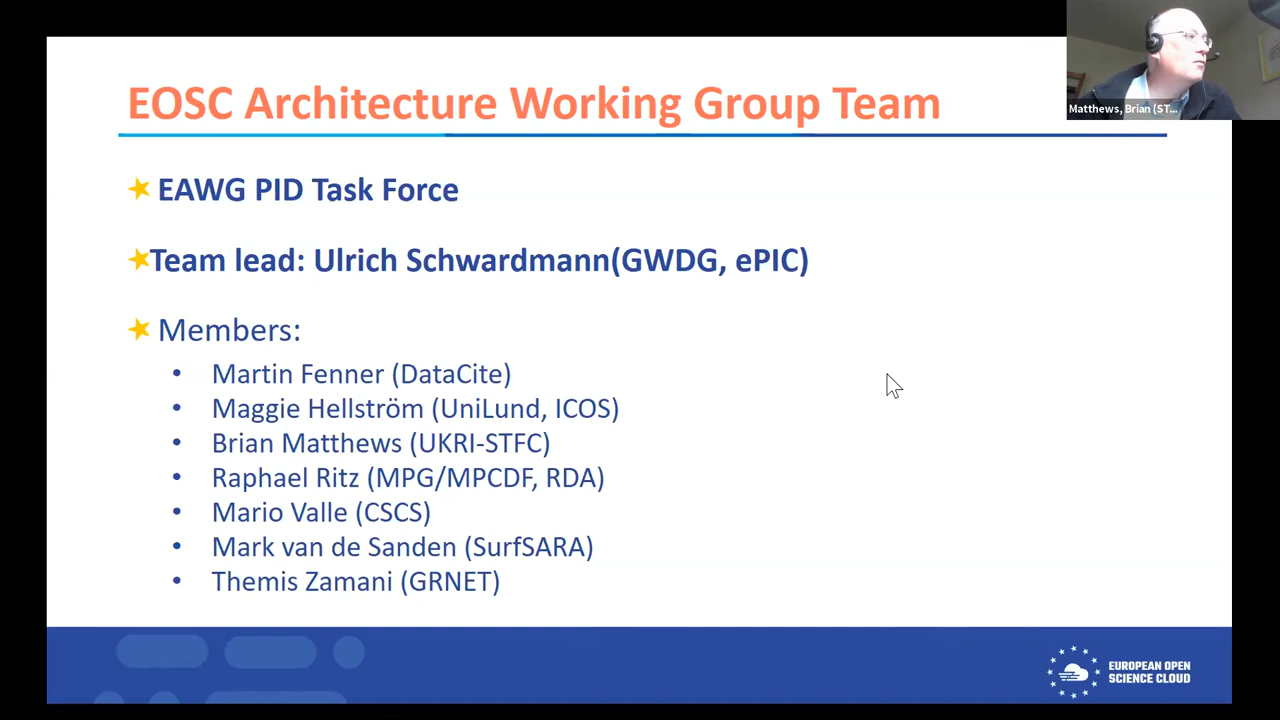 EOSC Architecture Working Group Team
Matthews, Brian (ST...
EAWG PID Task Force
Team lead: Ulrich Schwardmann(GWDG, ePIC)
Members:
• Martin Fenner (DataCite)
• Maggie Hellström (UniLund, ICOS)
• Brian Matthews (UKRI-STFC)
• Raphael Ritz (MPG/MPCDF, RDA)
• Mario Valle (CSCS)
• Mark van de Sanden (SurfSARA)
• Themis Zamani (GRNET)
EUROPEAN OPEN
SCIENCE CLOUD